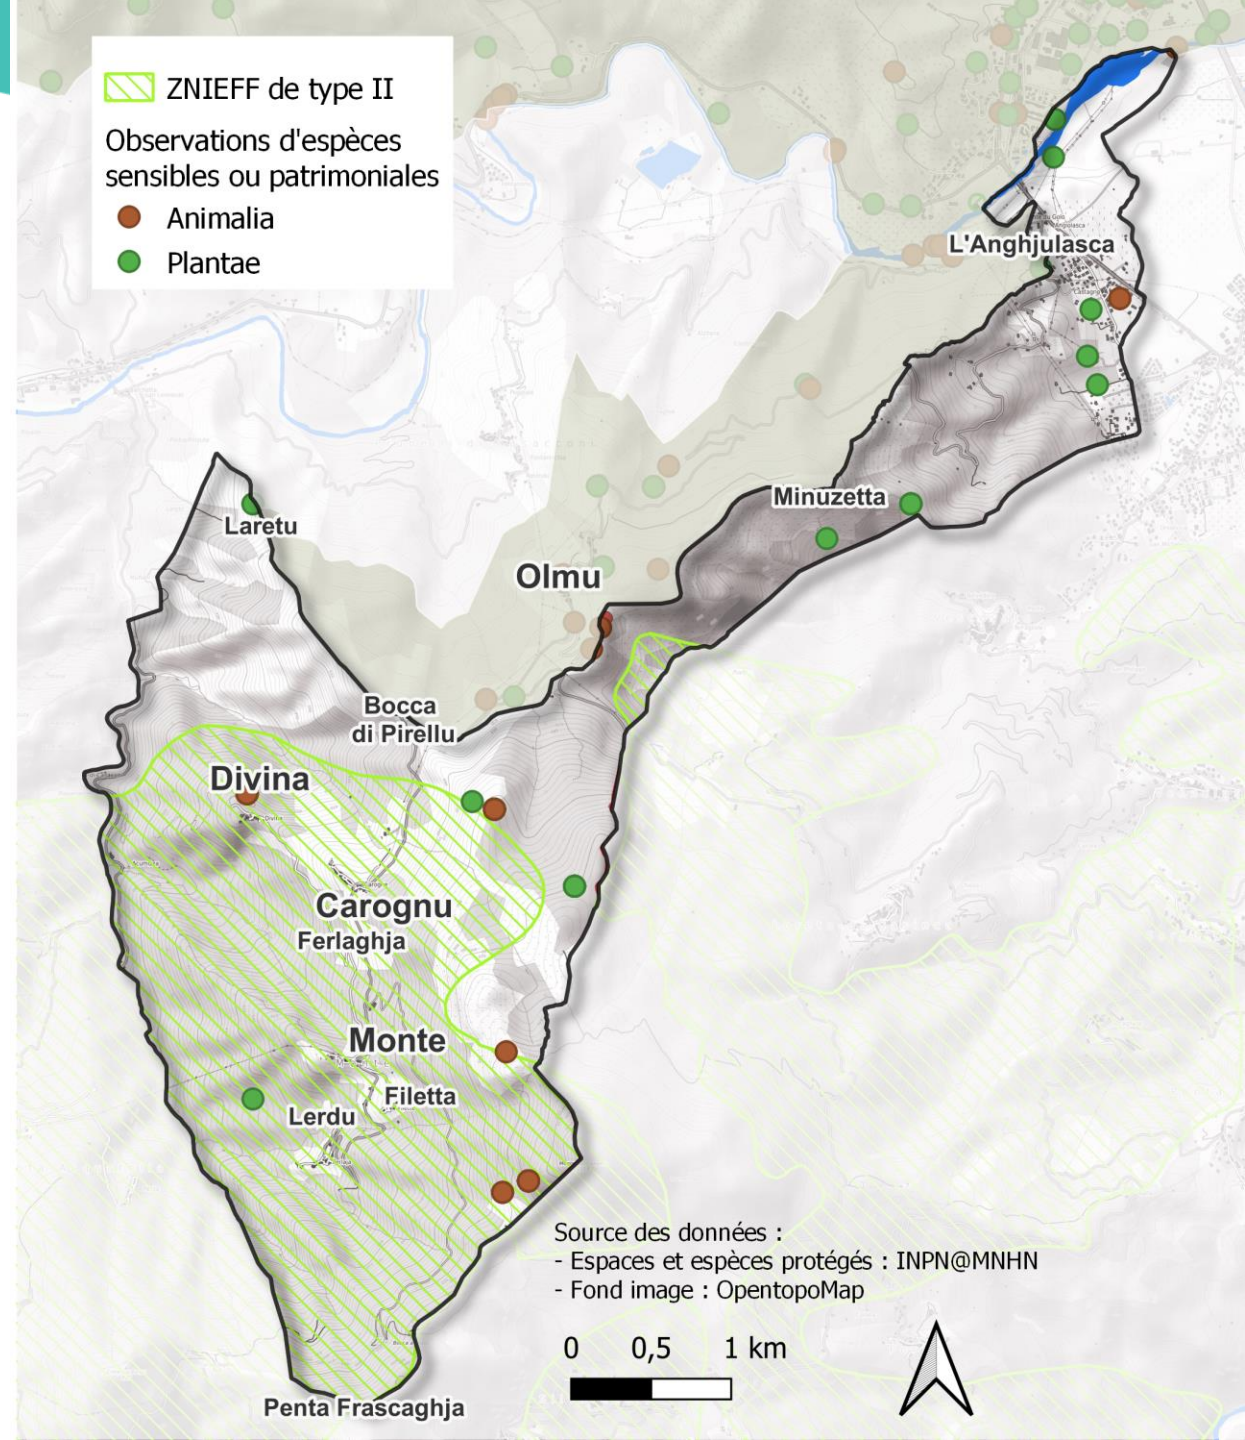 ZNIEFF de type II
Observations d'espèces
sensibles ou patrimoniales
Animalia
Plantae
L'Anghjulasca
Minuzetta
Laretu
Olmu
Bocca
di Pirellu
Divina
Carognu
Ferlaghja
Monte
Filetta
Lerdu
Source des données :
- Espaces et espèces protégés : INPN@MNHN
- Fond image : OpentopoMap
0 0,5 1 km
Penta Frascaghja